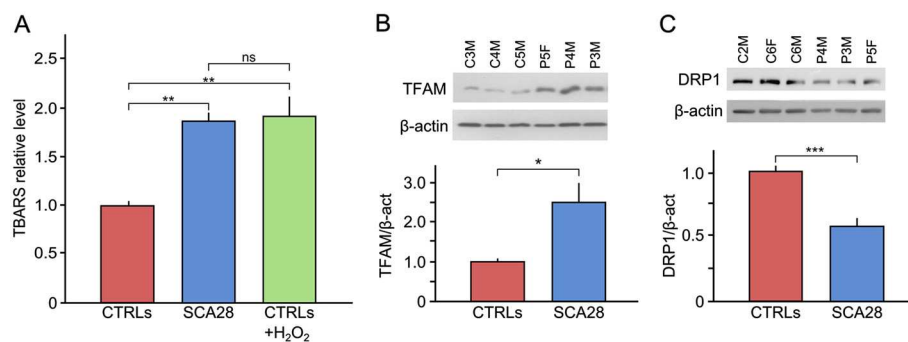 A
TBARS relative level
2.5
2.0
1.5
1.0
0.5
0
**
**
ns
CTRLs
SCA28
CTRLs
+H₂O₂
B
C3M C4M C5M P5F P4M P3M
TFAM
β-actin
TFAM/β-act
3.0
2.0
1.0
0.0
*
CTRLs
SCA28
C
C2M C6F C6M P4M P3M P5F
DRP1
β-actin
DRP1/β-act
1.0
0.5
0
***
CTRLs
SCA28